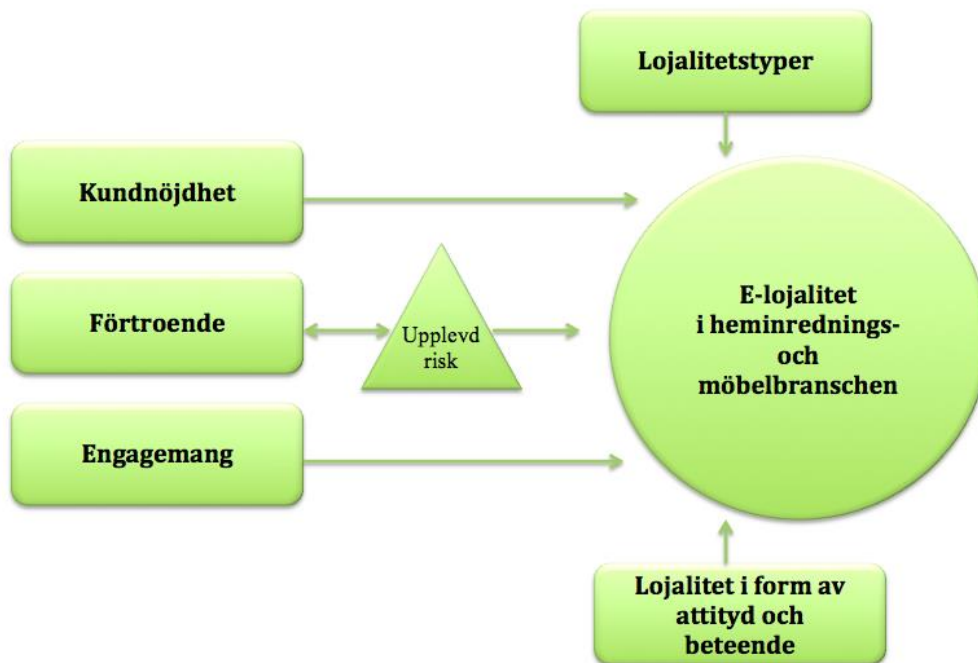 Lojalitetstyper
Kundnöjdhet
Förtroende
Upplevd
risk
Engagemang
E-lojalitet
i heminrednings-
och
möbelbranschen
Lojalitet i form av
attityd och
beteende